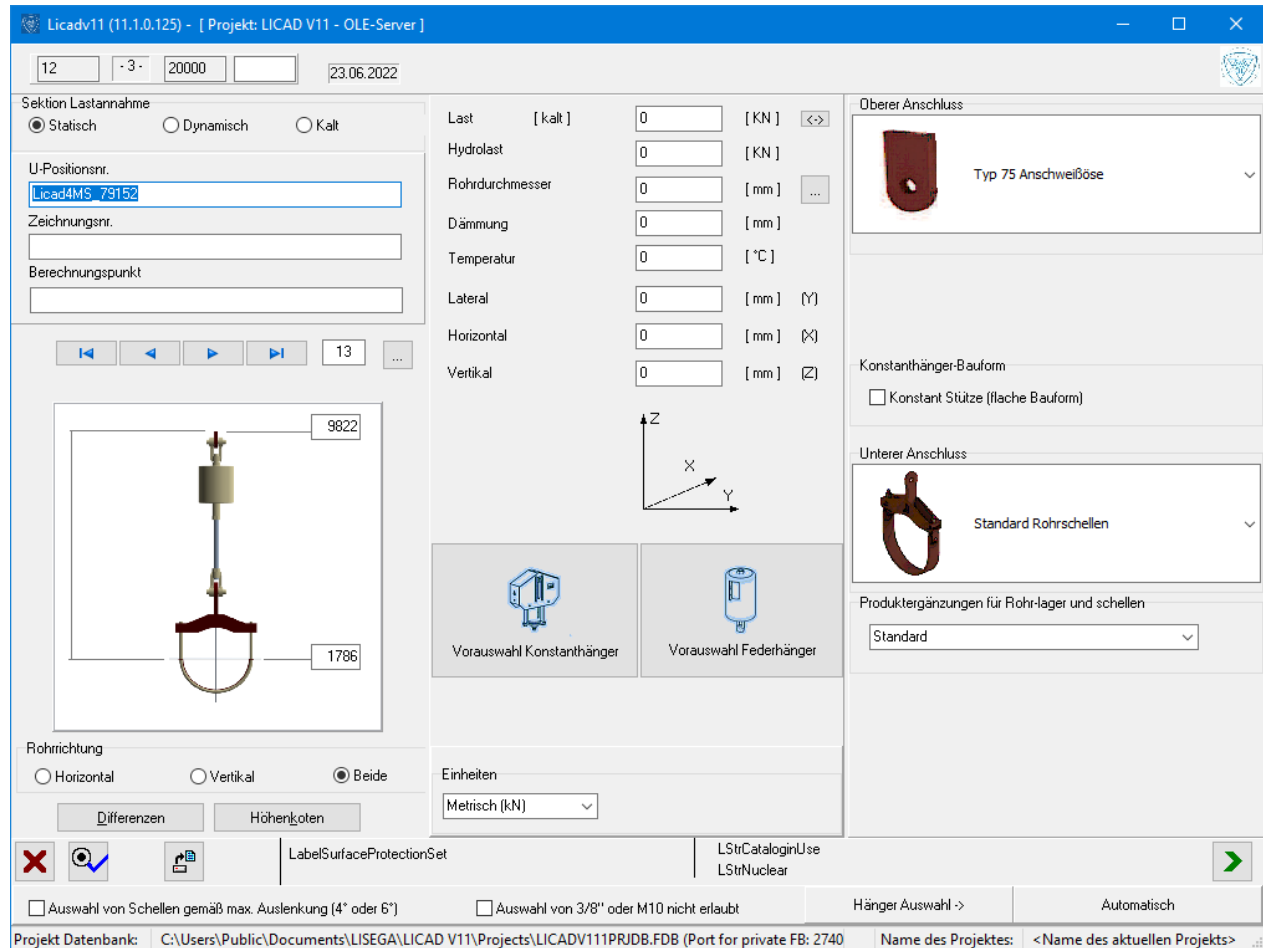 Licadv11 (11.1.0.125) - [ Projekt: LICAD V11 - OLE-Server ]
12 - 3 - 20000 23.06.2022
Sektion Lastannahme
Statisch Dynamisch Kalt
U-Positionsnr.
Licad4MS_79152
Zeichnungsnr.
Berechnungspunkt
13 ...
9822
1786
Rohrrichtung
Horizontal Vertikal Beide
Differenzen Höhenkoten
Last [ kalt ] 0 [ KN ] <->
Hydrolast 0 [ KN ]
Rohrdurchmesser 0 [ mm ] ...
Dämmung 0 [ mm ]
Temperatur 0 [ °C ]
Lateral 0 [ mm ] (Y)
Horizontal 0 [ mm ] (X)
Vertikal 0 [ mm ] (Z)
Z
X
Y
Vorauswahl Konstanthänger Vorauswahl Federhänger
Einheiten
Metrisch (kN)
Oberer Anschluss
Typ 75 Anschweißöse
Konstanthänger-Bauform
Konstant Stütze (flache Bauform)
Unterer Anschluss
Standard Rohrschellen
Produktergänzungen für Rohr-lager und schellen
Standard
LabelSurfaceProtectionSet
LStrCataloginUse
LStrNuclear
Auswahl von Schellen gemäß max. Auslenkung (4° oder 6°) Auswahl von 3/8" oder M10 nicht erlaubt Hänger Auswahl -> Automatisch
Projekt Datenbank: C:\Users\Public\Documents\LISEGA\LICAD V11\Projects\LICADV111PRJDB.FDB (Port for private FB: 2740 Name des Projektes: <Name des aktuellen Projekts>